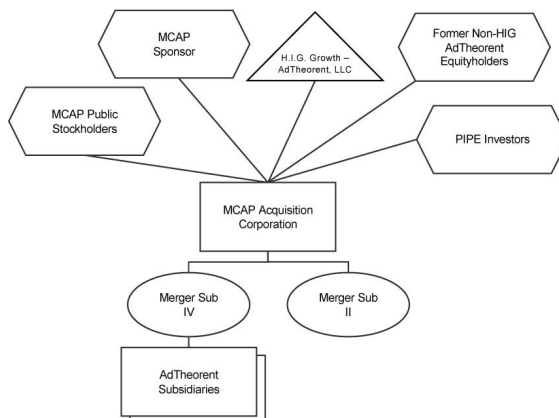 MCAP
Sponsor
H.I.G. Growth –
AdTheorent, LLC
Former Non-HIG
AdTheorent
Equityholders
MCAP Public
Stockholders
PIPE Investors
MCAP Acquisition
Corporation
Merger Sub
IV
Merger Sub
II
AdTheorent
Subsidiaries